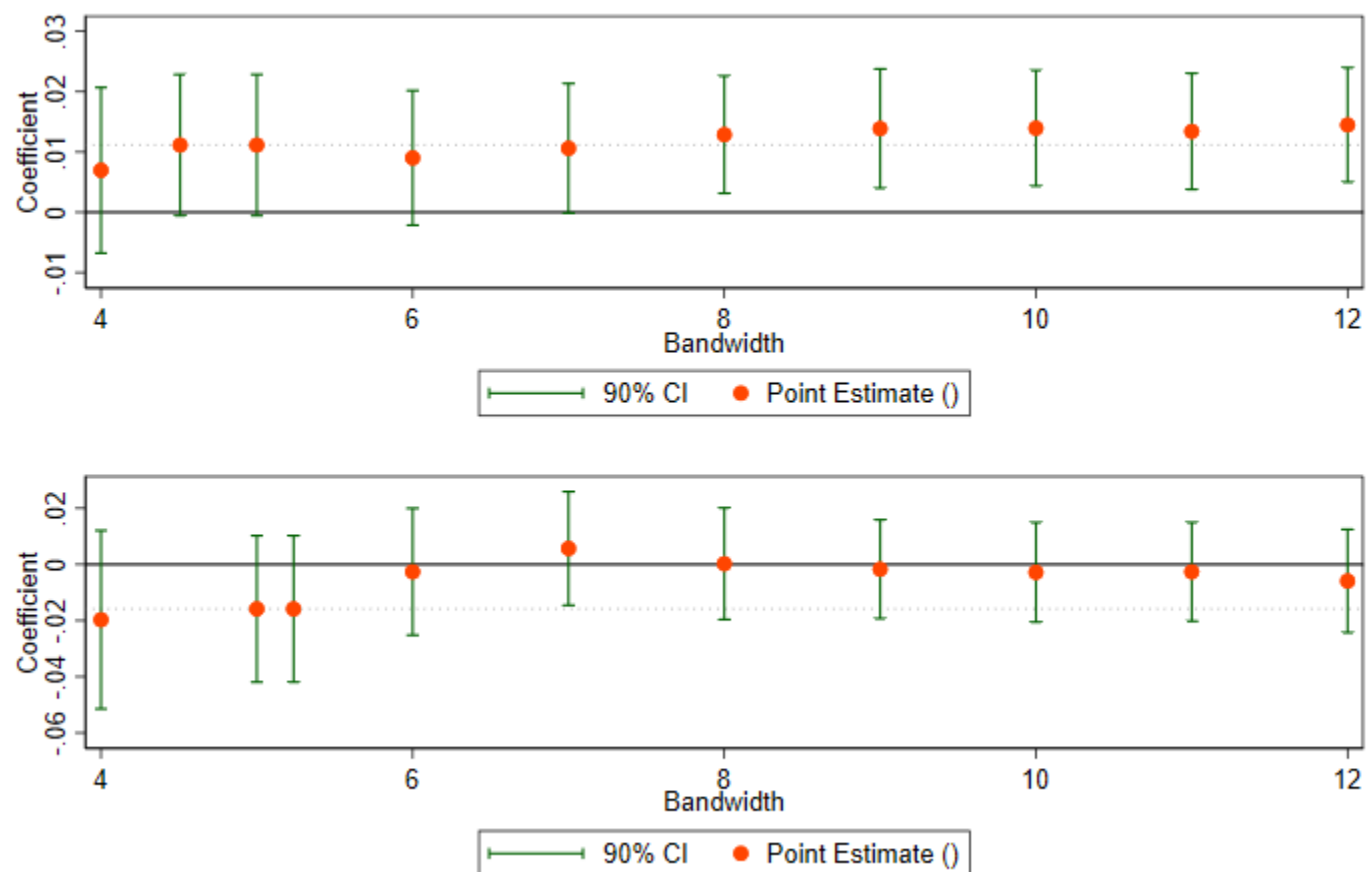 .03
.02
.01
0
-.01
Coefficient
4 6 8 10 12
Bandwidth
90% CI Point Estimate ()
.02
0
-.02
-.04
-.06
Coefficient
4 6 8 10 12
Bandwidth
90% CI Point Estimate ()